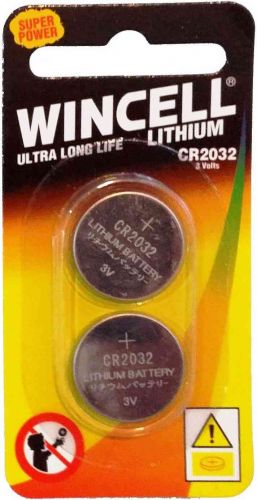 SUPER
POWER
WINCELL®
ULTRA LONG LIFE LITHIUM
CR2032
3 Volts
+
CR2032
LITHIUM BATTERY
リチウムバッテリー
3V
+
CR2032
LITHIUM BATTERY
リチウムバッテリー
3V
!